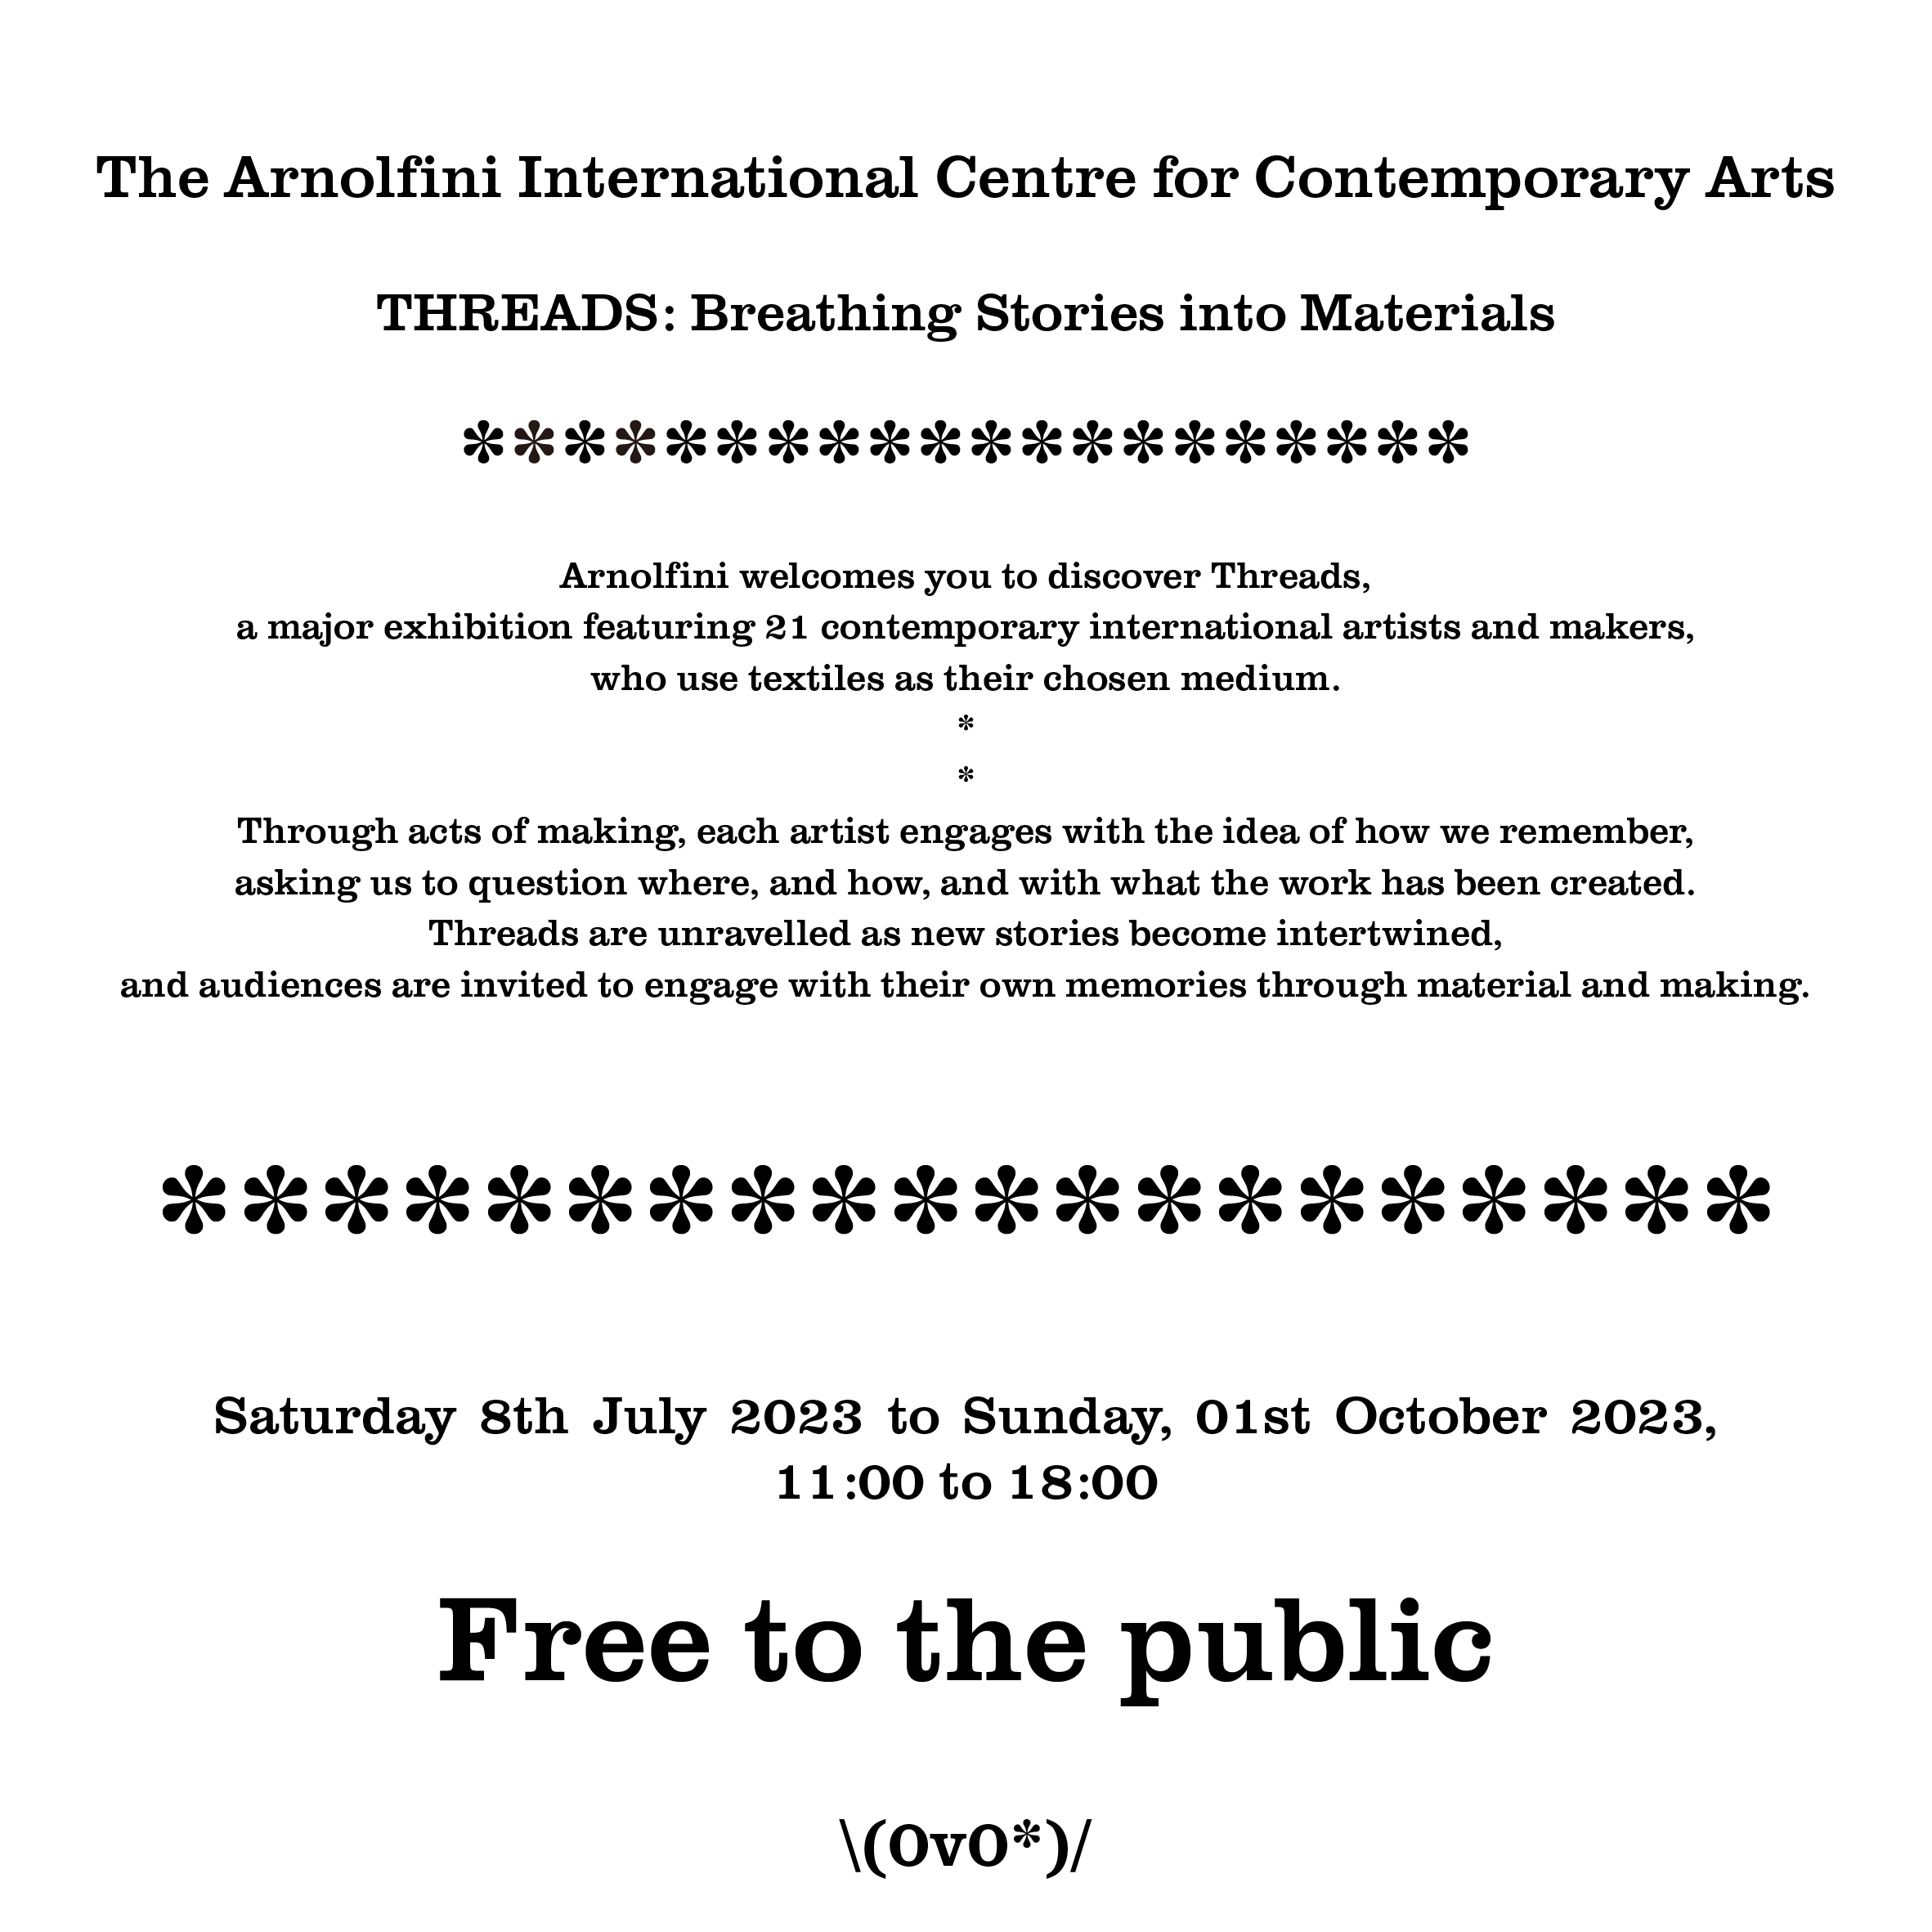 The Arnolfini International Centre for Contemporary Arts
THREADS: Breathing Stories into Materials
********************
Arnolfini welcomes you to discover Threads,
a major exhibition featuring 21 contemporary international artists and makers,
who use textiles as their chosen medium.
*
*
Through acts of making, each artist engages with the idea of how we remember,
asking us to question where, and how, and with what the work has been created.
Threads are unravelled as new stories become intertwined,
and audiences are invited to engage with their own memories through material and making.
********************
Saturday 8th July 2023 to Sunday, 01st October 2023,
11:00 to 18:00
Free to the public
\(OvO*)/